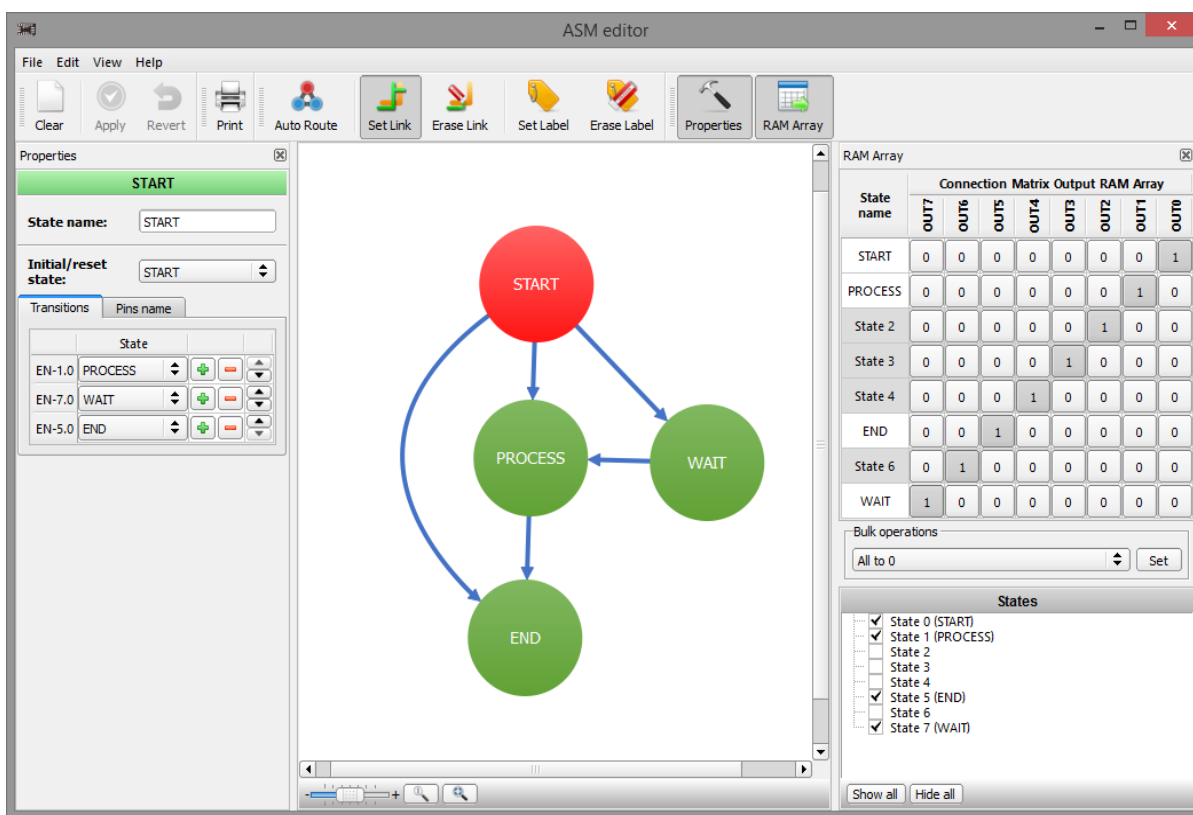 ASM editor
File Edit View Help
Clear Apply Revert Print Auto Route Set Link Erase Link Set Label Erase Label Properties RAM Array
Properties
START
State name: START
Initial/reset state: START
Transitions Pins name
State
EN-1.0 PROCESS
EN-7.0 WAIT
EN-5.0 END
START
PROCESS
WAIT
END
- +
RAM Array
State name Connection Matrix Output RAM Array
OUT7 OUT6 OUT5 OUT4 OUT3 OUT2 OUT1 OUT0
START 0 0 0 0 0 0 0 1
PROCESS 0 0 0 0 0 0 1 0
State 2 0 0 0 0 0 1 0 0
State 3 0 0 0 0 1 0 0 0
State 4 0 0 0 1 0 0 0 0
END 0 0 1 0 0 0 0 0
State 6 0 1 0 0 0 0 0 0
WAIT 1 0 0 0 0 0 0 0
Bulk operations
All to 0 Set
States
State 0 (START)
State 1 (PROCESS)
State 2
State 3
State 4
State 5 (END)
State 6
State 7 (WAIT)
Show all Hide all